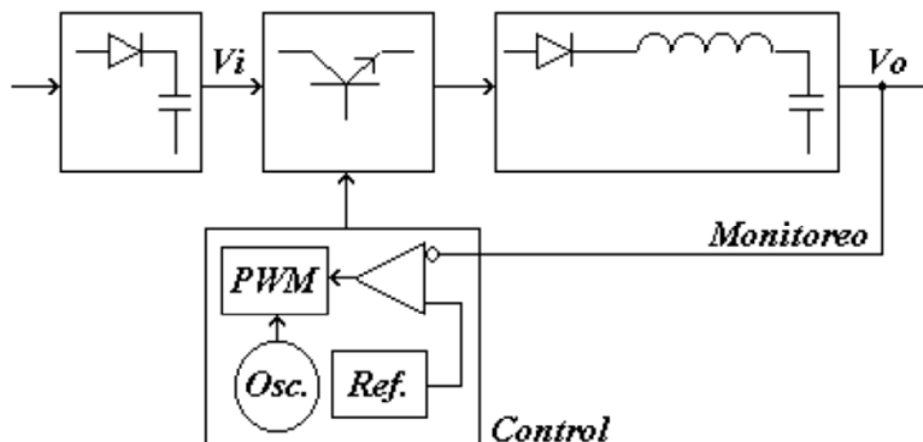 Vi
Vo
Monitoreo
PWM
Osc.
Ref.
Control